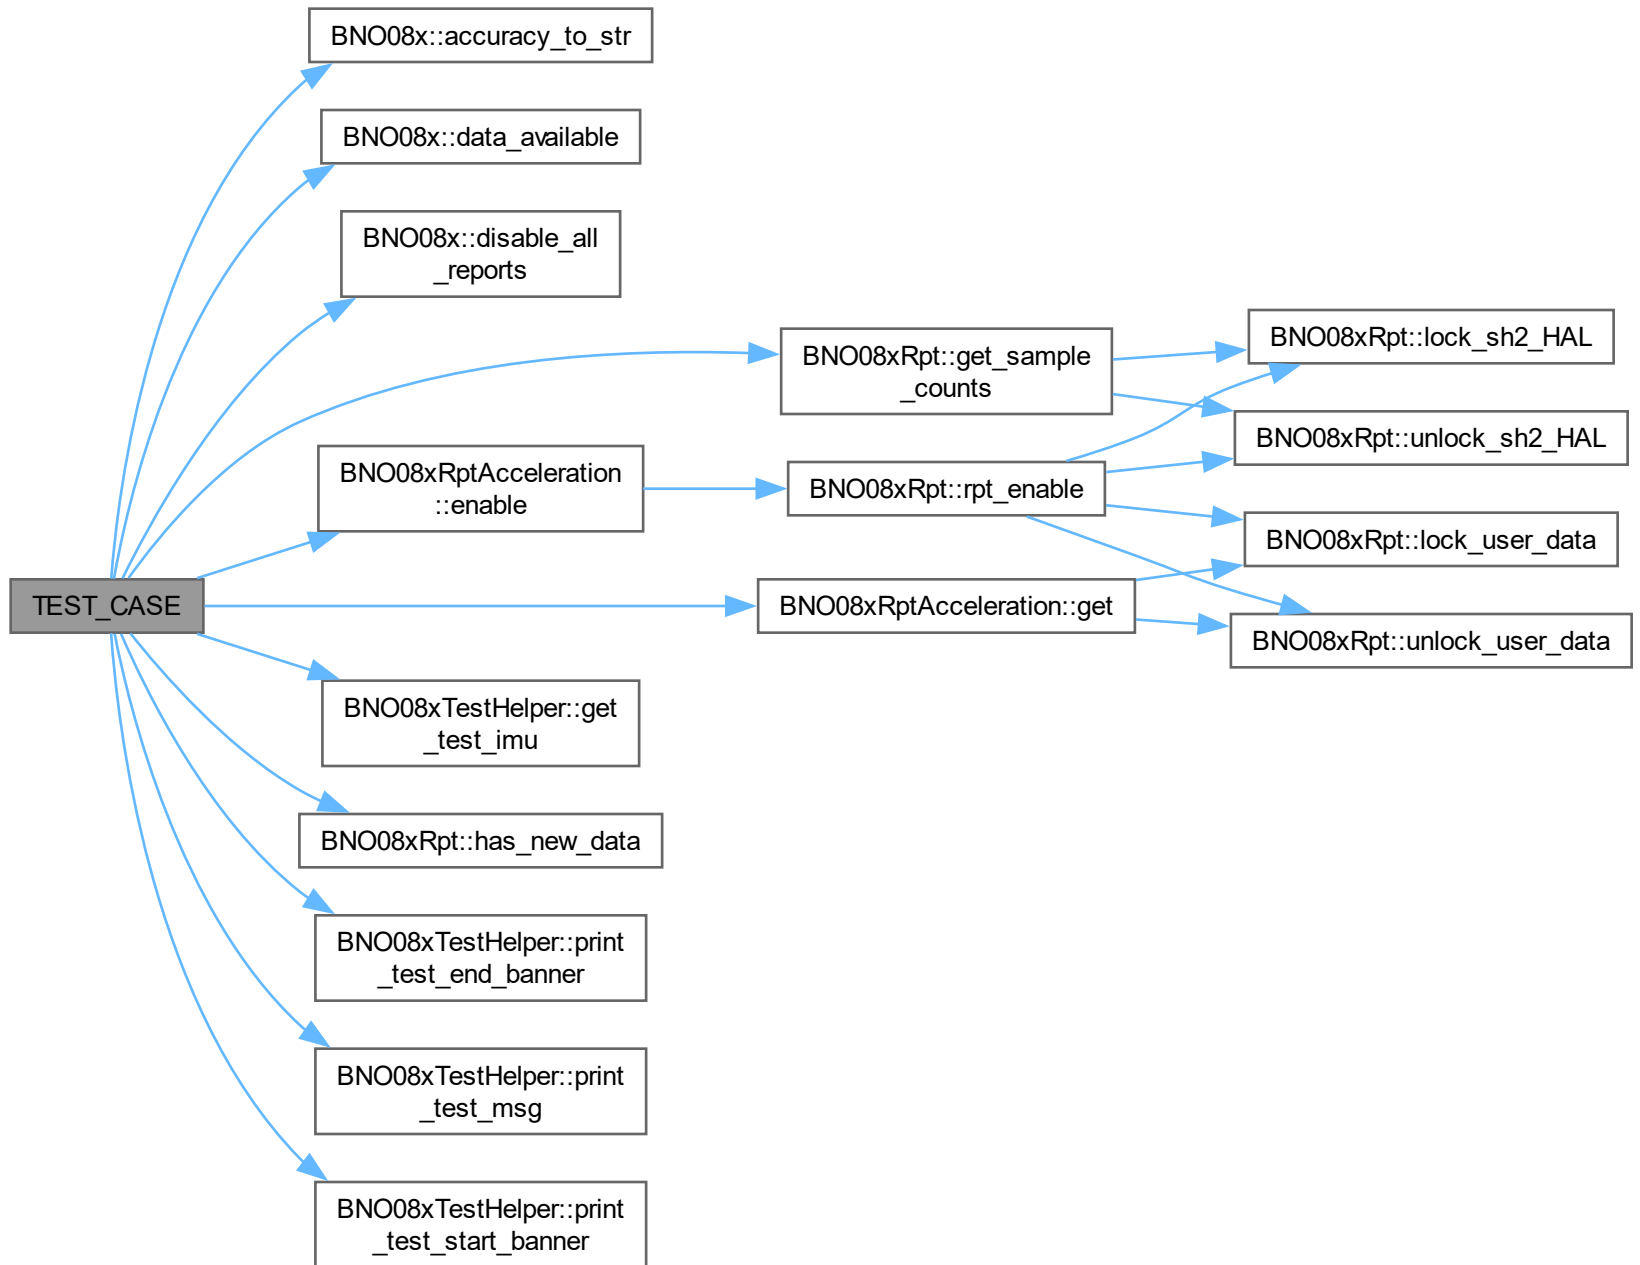 BNO08x::accuracy_to_str
BNO08x::data_available
BNO08x::disable_all
_reports
BNO08xRpt::get_sample
_counts
BNO08xRpt::lock_sh2_HAL
BNO08xRpt::unlock_sh2_HAL
BNO08xRptAcceleration
::enable
BNO08xRpt::rpt_enable
BNO08xRpt::lock_user_data
TEST_CASE
BNO08xRptAcceleration::get
BNO08xRpt::unlock_user_data
BNO08xTestHelper::get
_test_imu
BNO08xRpt::has_new_data
BNO08xTestHelper::print
_test_end_banner
BNO08xTestHelper::print
_test_msg
BNO08xTestHelper::print
_test_start_banner